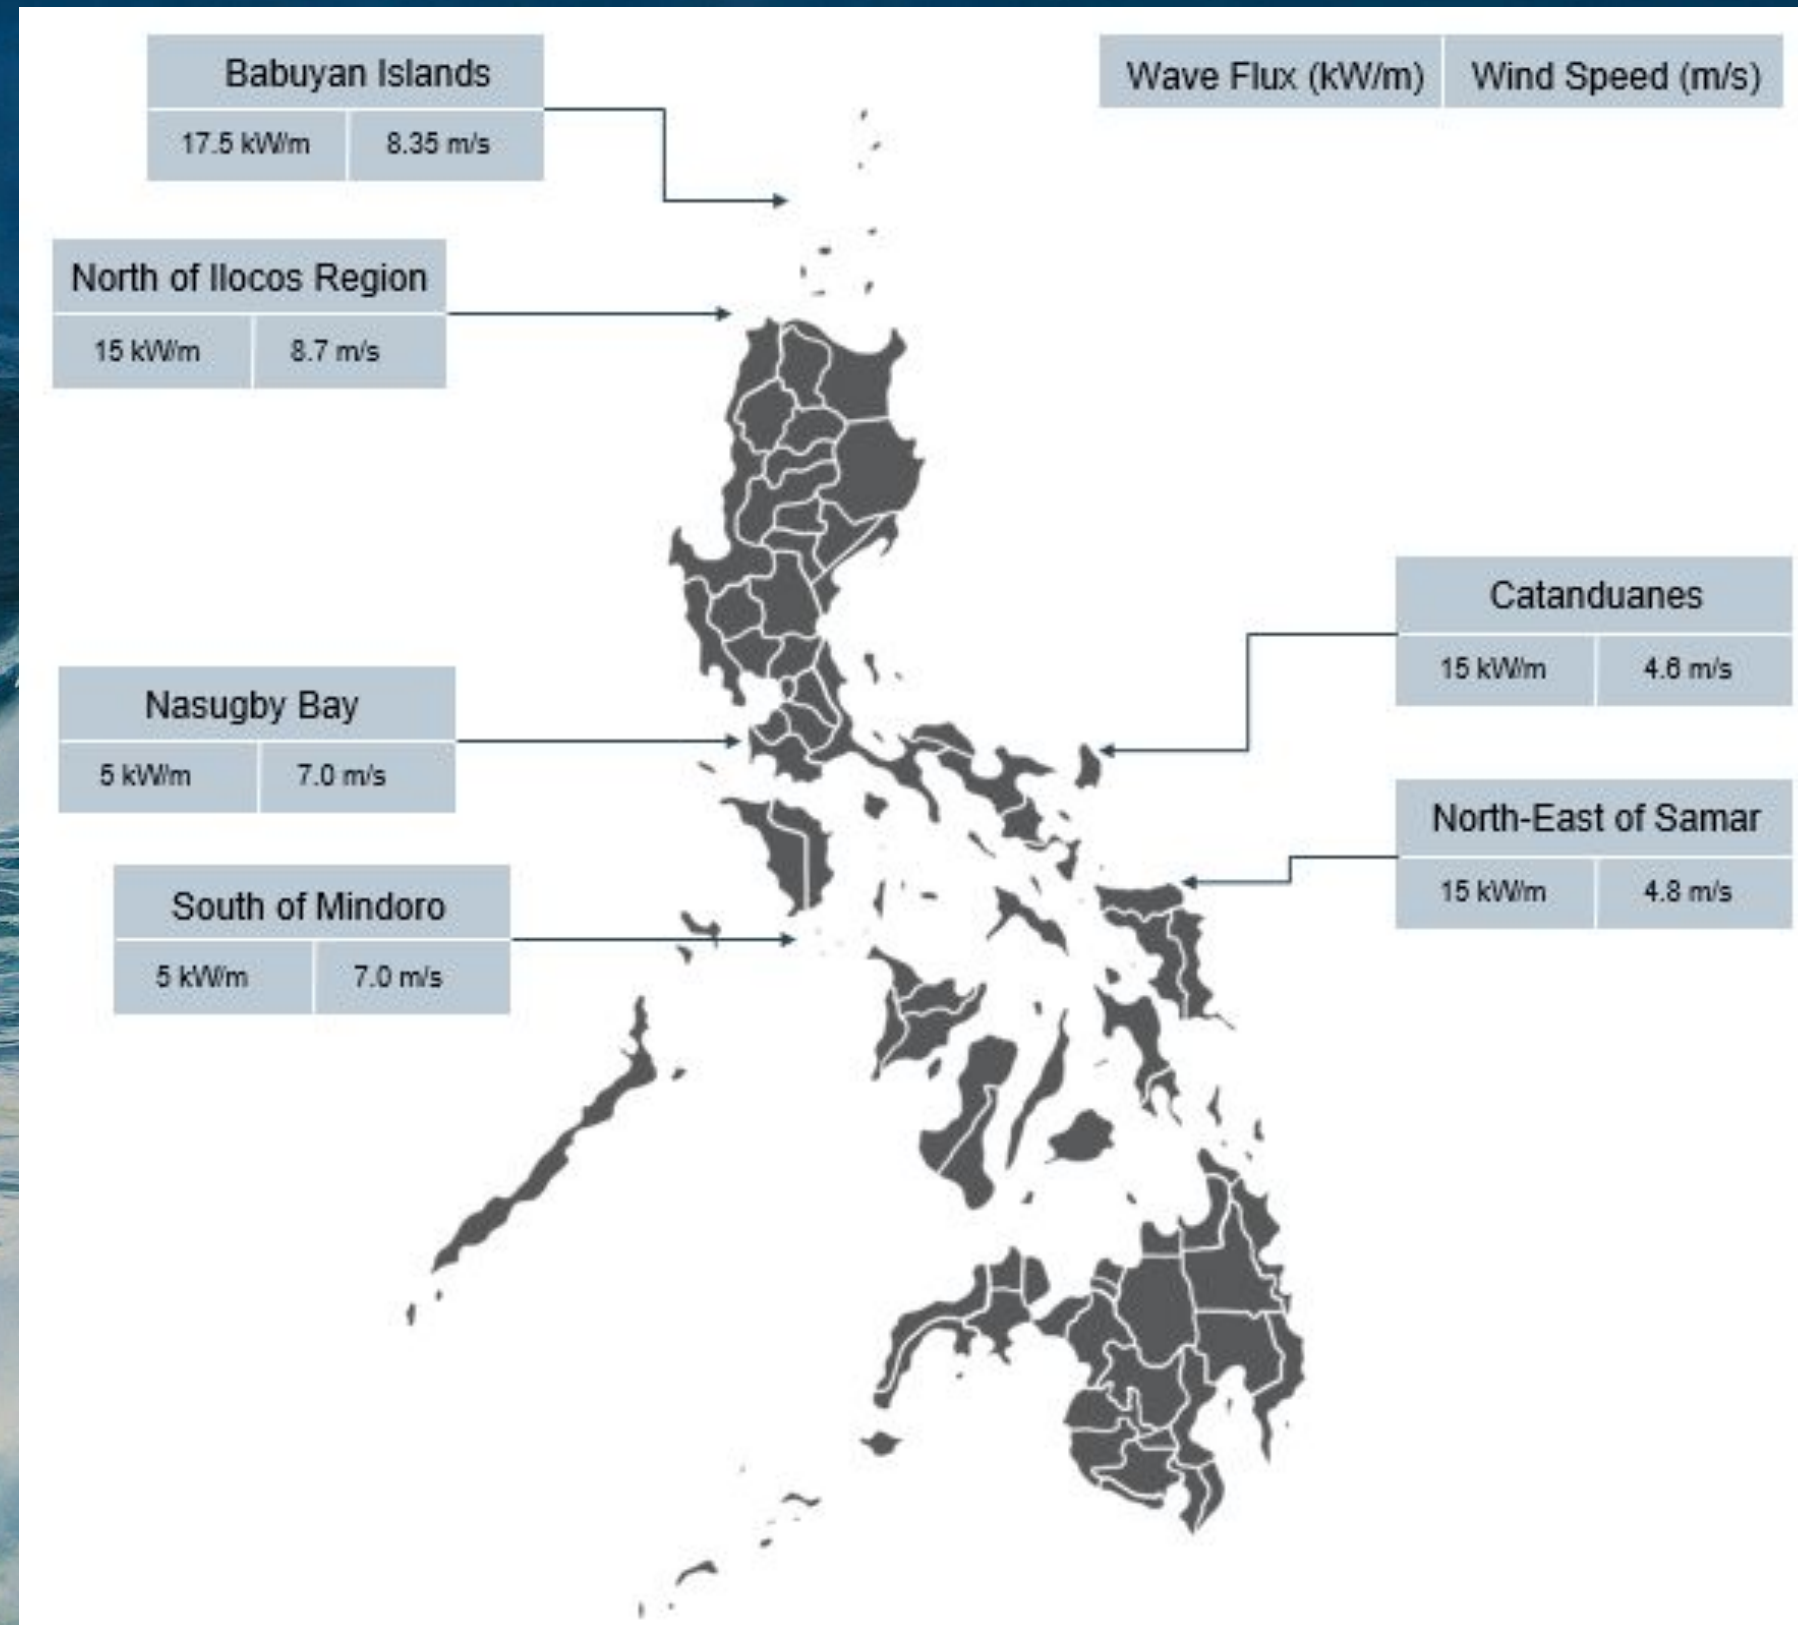 Babuyan Islands
17.5 kW/m 8.35 m/s
Wave Flux (kW/m) Wind Speed (m/s)
North of Ilocos Region
15 kW/m 8.7 m/s
Catanduanes
15 kW/m 4.6 m/s
Nasugby Bay
5 kW/m 7.0 m/s
North-East of Samar
15 kW/m 4.8 m/s
South of Mindoro
5 kW/m 7.0 m/s